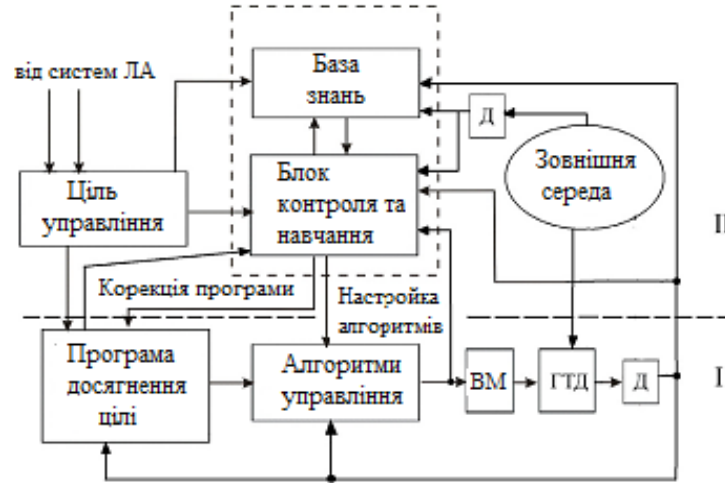 від систем ЛА
База
знань
Д
Зовнішня
середа
Ціль
управління
Блок
контроля та
навчання
II
Корекція програми
Настройка
алгоритмів
Програма
досягнення
цілі
Алгоритми
управління
ВМ
ГТД
Д
I